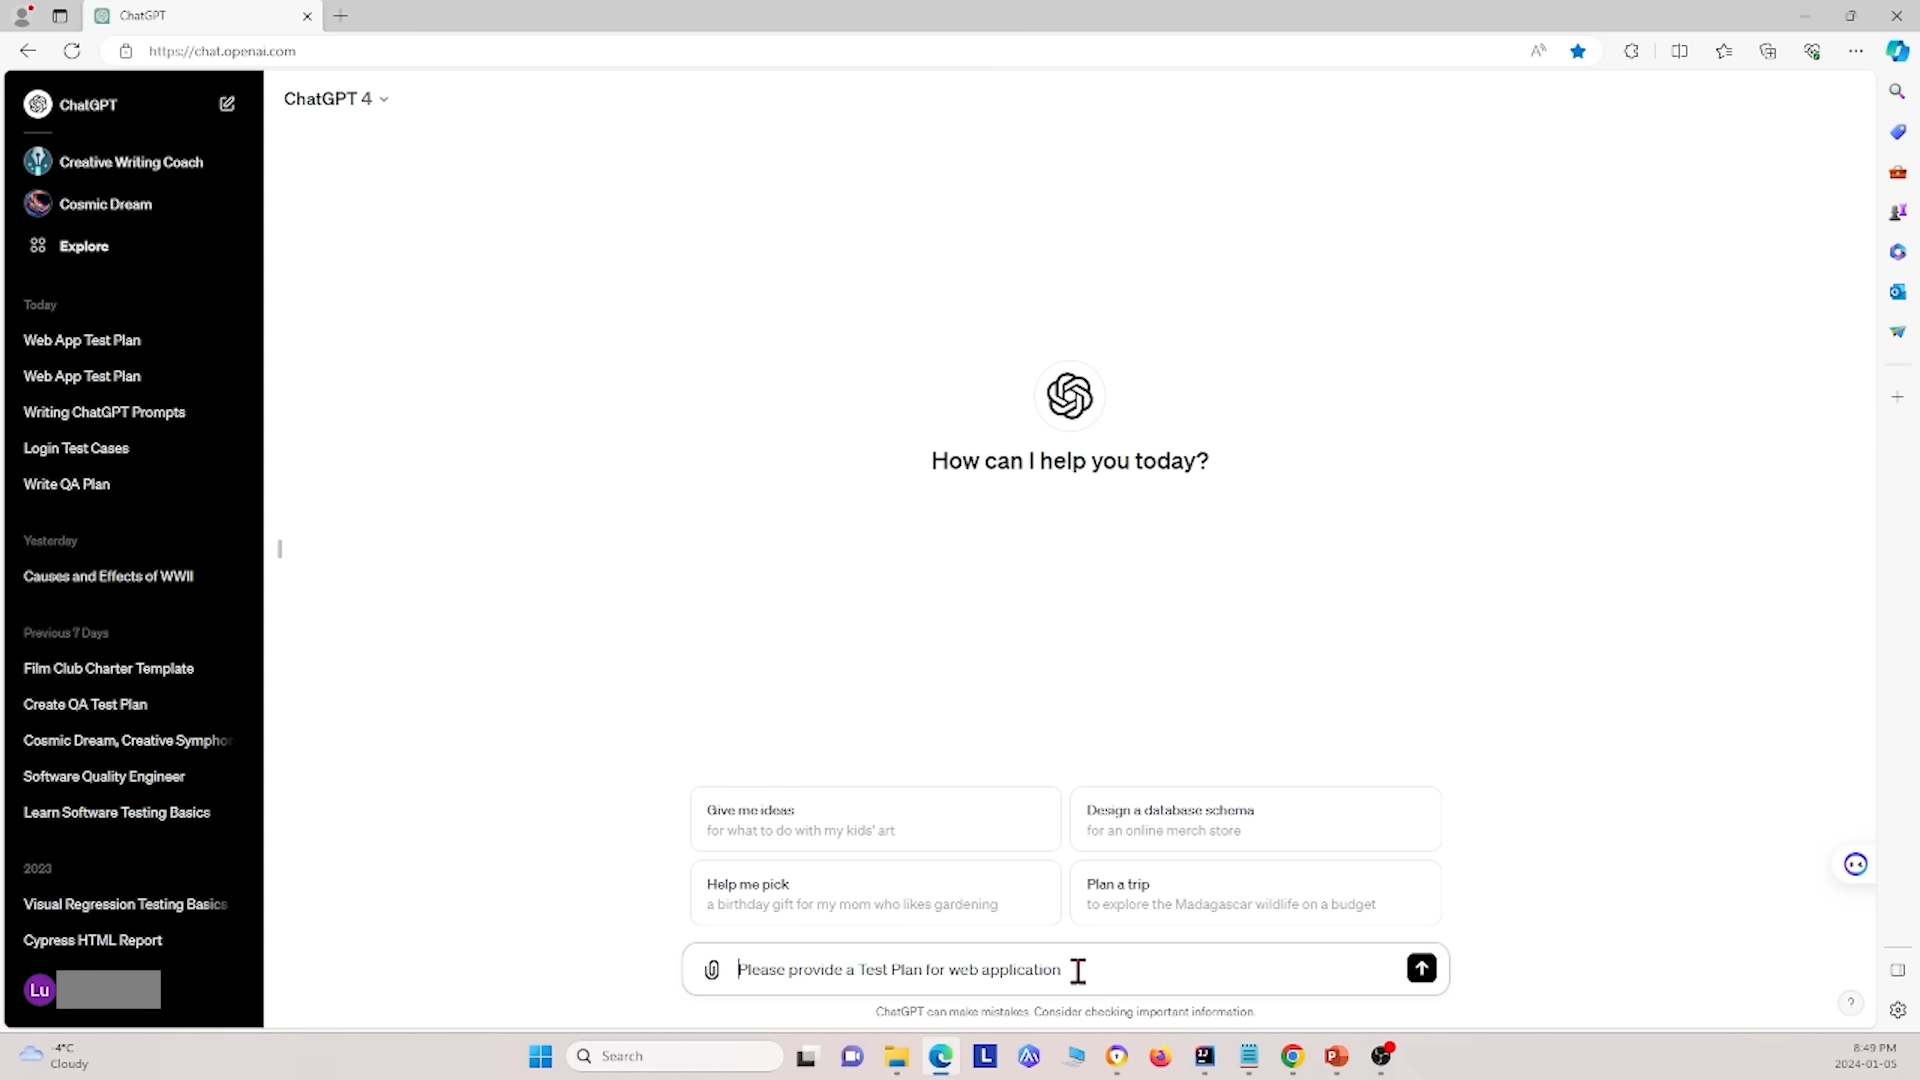 ChatGPT
https://chat.openai.com
ChatGPT
Creative Writing Coach
Cosmic Dream
Explore
Today
Web App Test Plan
Web App Test Plan
Writing ChatGPT Prompts
Login Test Cases
Write QA Plan
Yesterday
Causes and Effects of WWII
Previous 7 Days
Film Club Charter Template
Create QA Test Plan
Cosmic Dream, Creative Symphon
Software Quality Engineer
Learn Software Testing Basics
2023
Visual Regression Testing Basics
Cypress HTML Report
Lu
ChatGPT 4
How can I help you today?
Give me ideas
for what to do with my kids' art
Design a database schema
for an online merch store
Help me pick
a birthday gift for my mom who likes gardening
Plan a trip
to explore the Madagascar wildlife on a budget
Please provide a Test Plan for web application
ChatGPT can make mistakes. Consider checking important information.
?
-4°C
Cloudy
Search
8:49 PM
2024-01-05